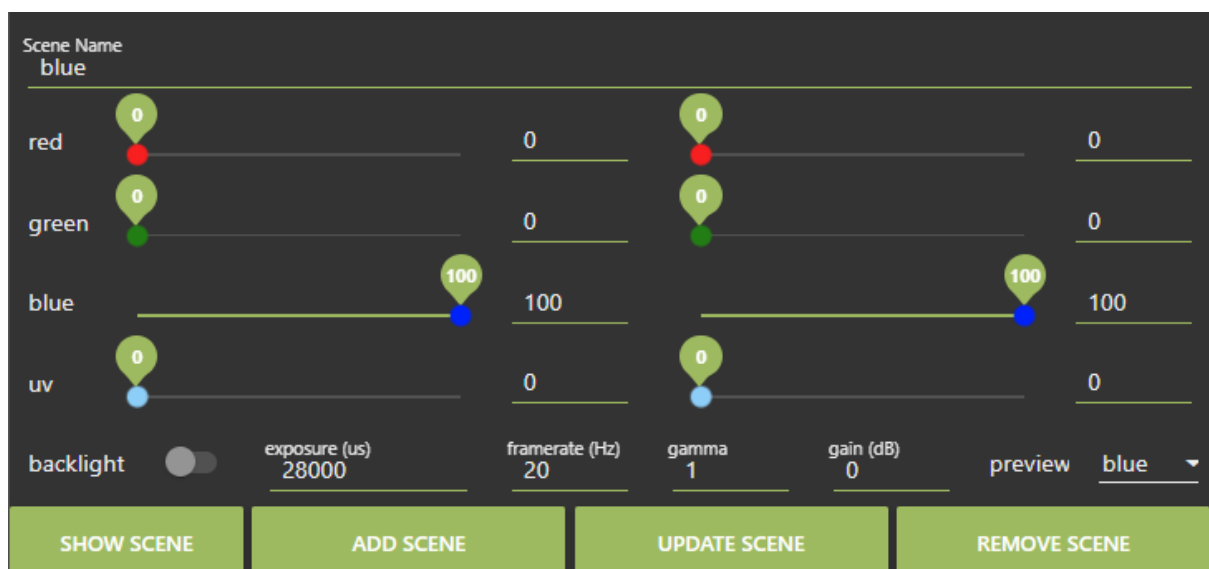 Scene Name
blue
0 0
red 0 0
0 0
green 0 0
100 100
blue 100 100
0 0
uv 0 0
exposure (us) framerate (Hz) gamma gain (dB)
backlight 28000 20 1 0 preview blue
SHOW SCENE ADD SCENE UPDATE SCENE REMOVE SCENE